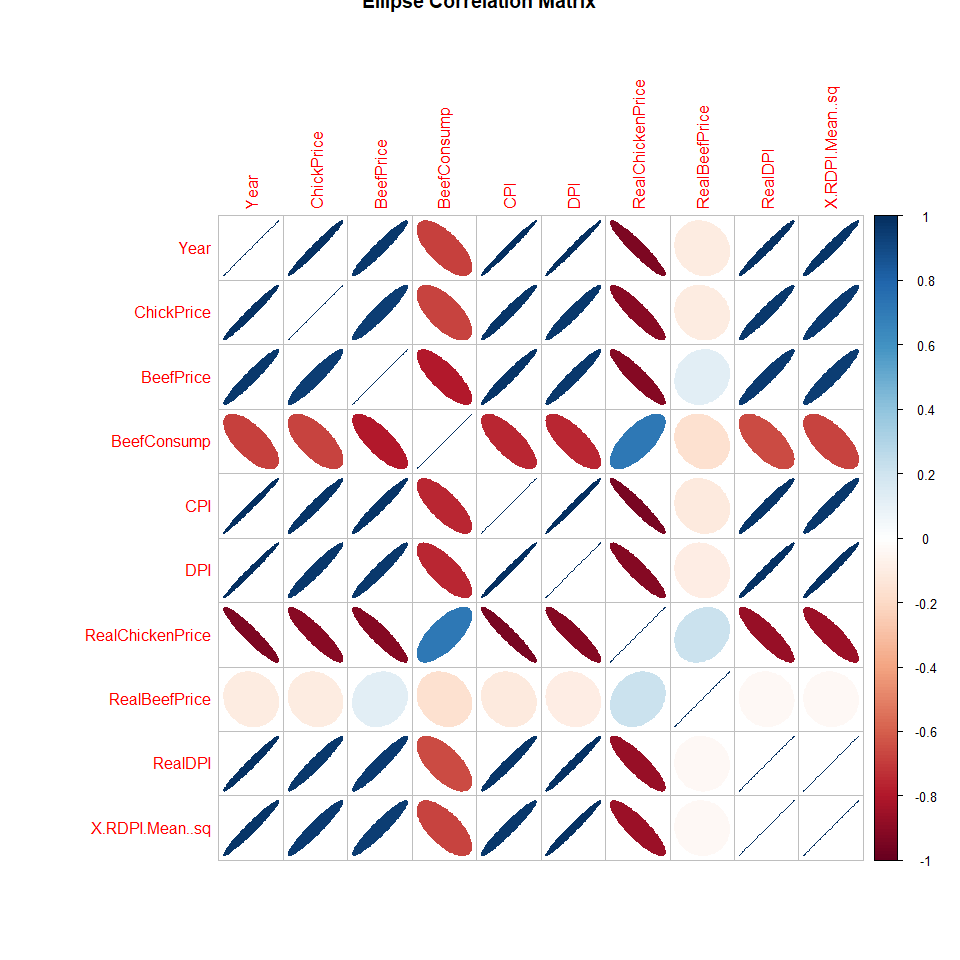 Ellipse Correlation Matrix
Year
ChickPrice
BeefPrice
BeefConsump
CPI
DPI
RealChickenPrice
RealBeefPrice
RealDPI
X.RDPI.Mean..sq
Year
ChickPrice
BeefPrice
BeefConsump
CPI
DPI
RealChickenPrice
RealBeefPrice
RealDPI
X.RDPI.Mean..sq
1
0.8
0.6
0.4
0.2
0
-0.2
-0.4
-0.6
-0.8
-1